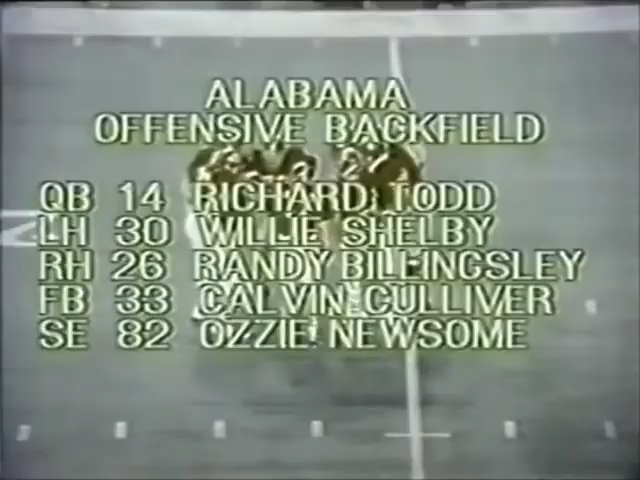 ALABAMA
OFFENSIVE BACKFIELD
QB 14 RICHARD TODD
LH 30 WILLIE SHELBY
RH 26 RANDY BILLINGSLEY
FB 33 CALVIN CULLIVER
SE 82 OZZIE NEWSOME